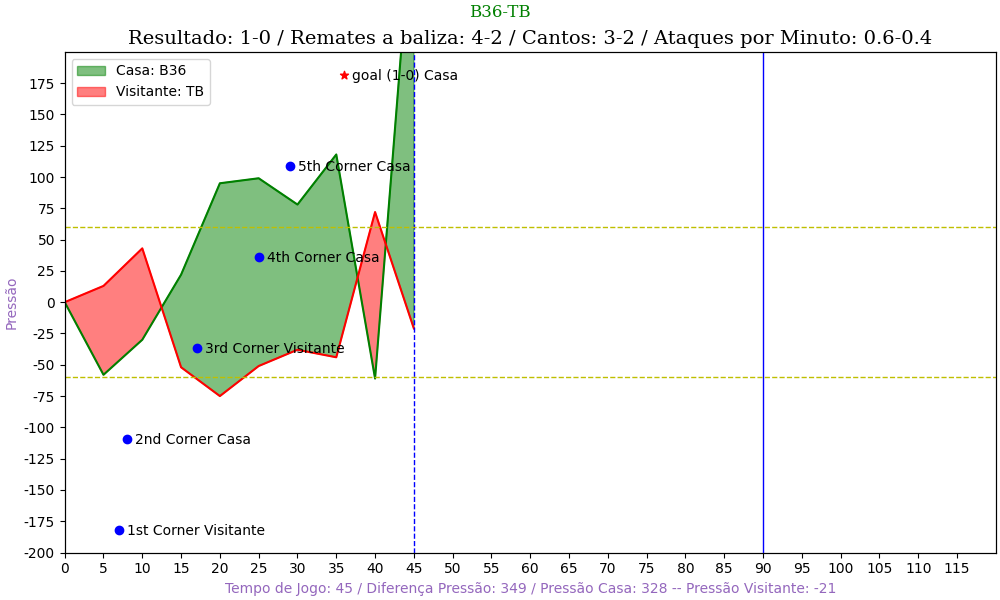 B36-TB
Resultado: 1-0 / Remates a baliza: 4-2 / Cantos: 3-2 / Ataques por Minuto: 0.6-0.4
Casa: B36
Visitante: TB
goal (1-0) Casa
5th Corner Casa
4th Corner Casa
3rd Corner Visitante
2nd Corner Casa
1st Corner Visitante
Pressão
175
150
125
100
75
50
25
0
-25
-50
-75
-100
-125
-150
-175
-200
0 5 10 15 20 25 30 35 40 45 50 55 60 65 70 75 80 85 90 95 100 105 110 115
Tempo de Jogo: 45 / Diferença Pressão: 349 / Pressão Casa: 328 -- Pressão Visitante: -21